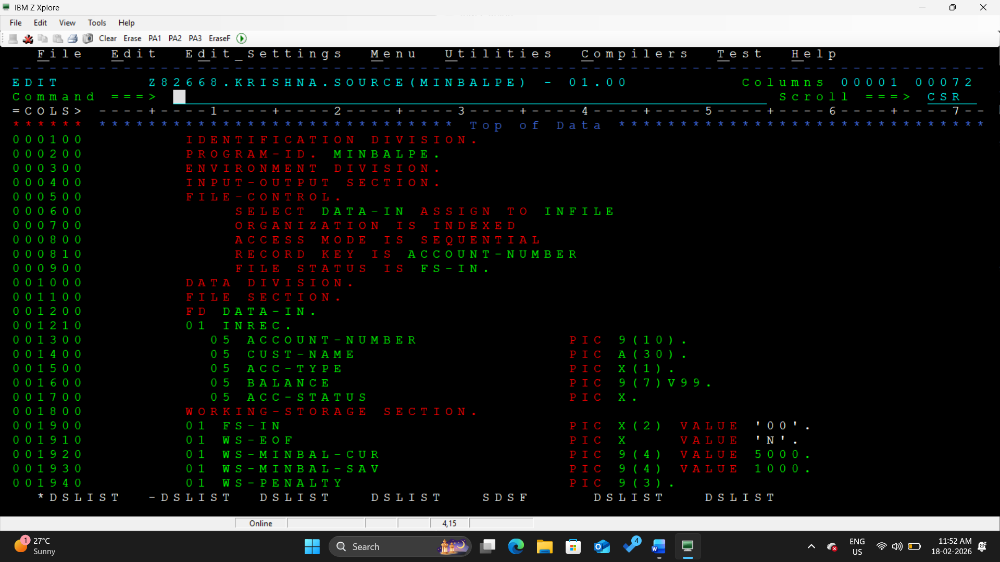 IBM Z Xplore
File Edit View Tools Help
Clear Erase PA1 PA2 PA3 EraseF
File Edit Edit_Settings Menu Utilities Compilers Test Help
EDIT Z82668.KRISHNA.SOURCE(MINBALPE) - 01.00 Columns 00001 00072
Command ===> Scroll ===> CSR
=COLS> ----+----1----+----2----+----3----+----4----+----5----+----6----+----7--
****** ***************************** Top of Data ******************************
000100 IDENTIFICATION DIVISION.
000200 PROGRAM-ID. MINBALPE.
000300 ENVIRONMENT DIVISION.
000400 INPUT-OUTPUT SECTION.
000500 FILE-CONTROL.
000600 SELECT DATA-IN ASSIGN TO INFILE
000700 ORGANIZATION IS INDEXED
000800 ACCESS MODE IS SEQUENTIAL
000810 RECORD KEY IS ACCOUNT-NUMBER
000900 FILE STATUS IS FS-IN.
001000 DATA DIVISION.
001100 FILE SECTION.
001200 FD DATA-IN.
001210 01 INREC.
001300 05 ACCOUNT-NUMBER PIC 9(10).
001400 05 CUST-NAME PIC A(30).
001500 05 ACC-TYPE PIC X(1).
001600 05 BALANCE PIC 9(7)V99.
001700 05 ACC-STATUS PIC X.
001800 WORKING-STORAGE SECTION.
001900 01 FS-IN PIC X(2) VALUE '00'.
001910 01 WS-EOF PIC X VALUE 'N'.
001920 01 WS-MINBAL-CUR PIC 9(4) VALUE 5000.
001930 01 WS-MINBAL-SAV PIC 9(4) VALUE 1000.
001940 01 WS-PENALTY PIC 9(3).
*DSLIST -DSLIST DSLIST DSLIST SDSF DSLIST DSLIST
Online 4,15
1 27°C
Sunny
Search
4
ENG
US
11:52 AM
18-02-2026